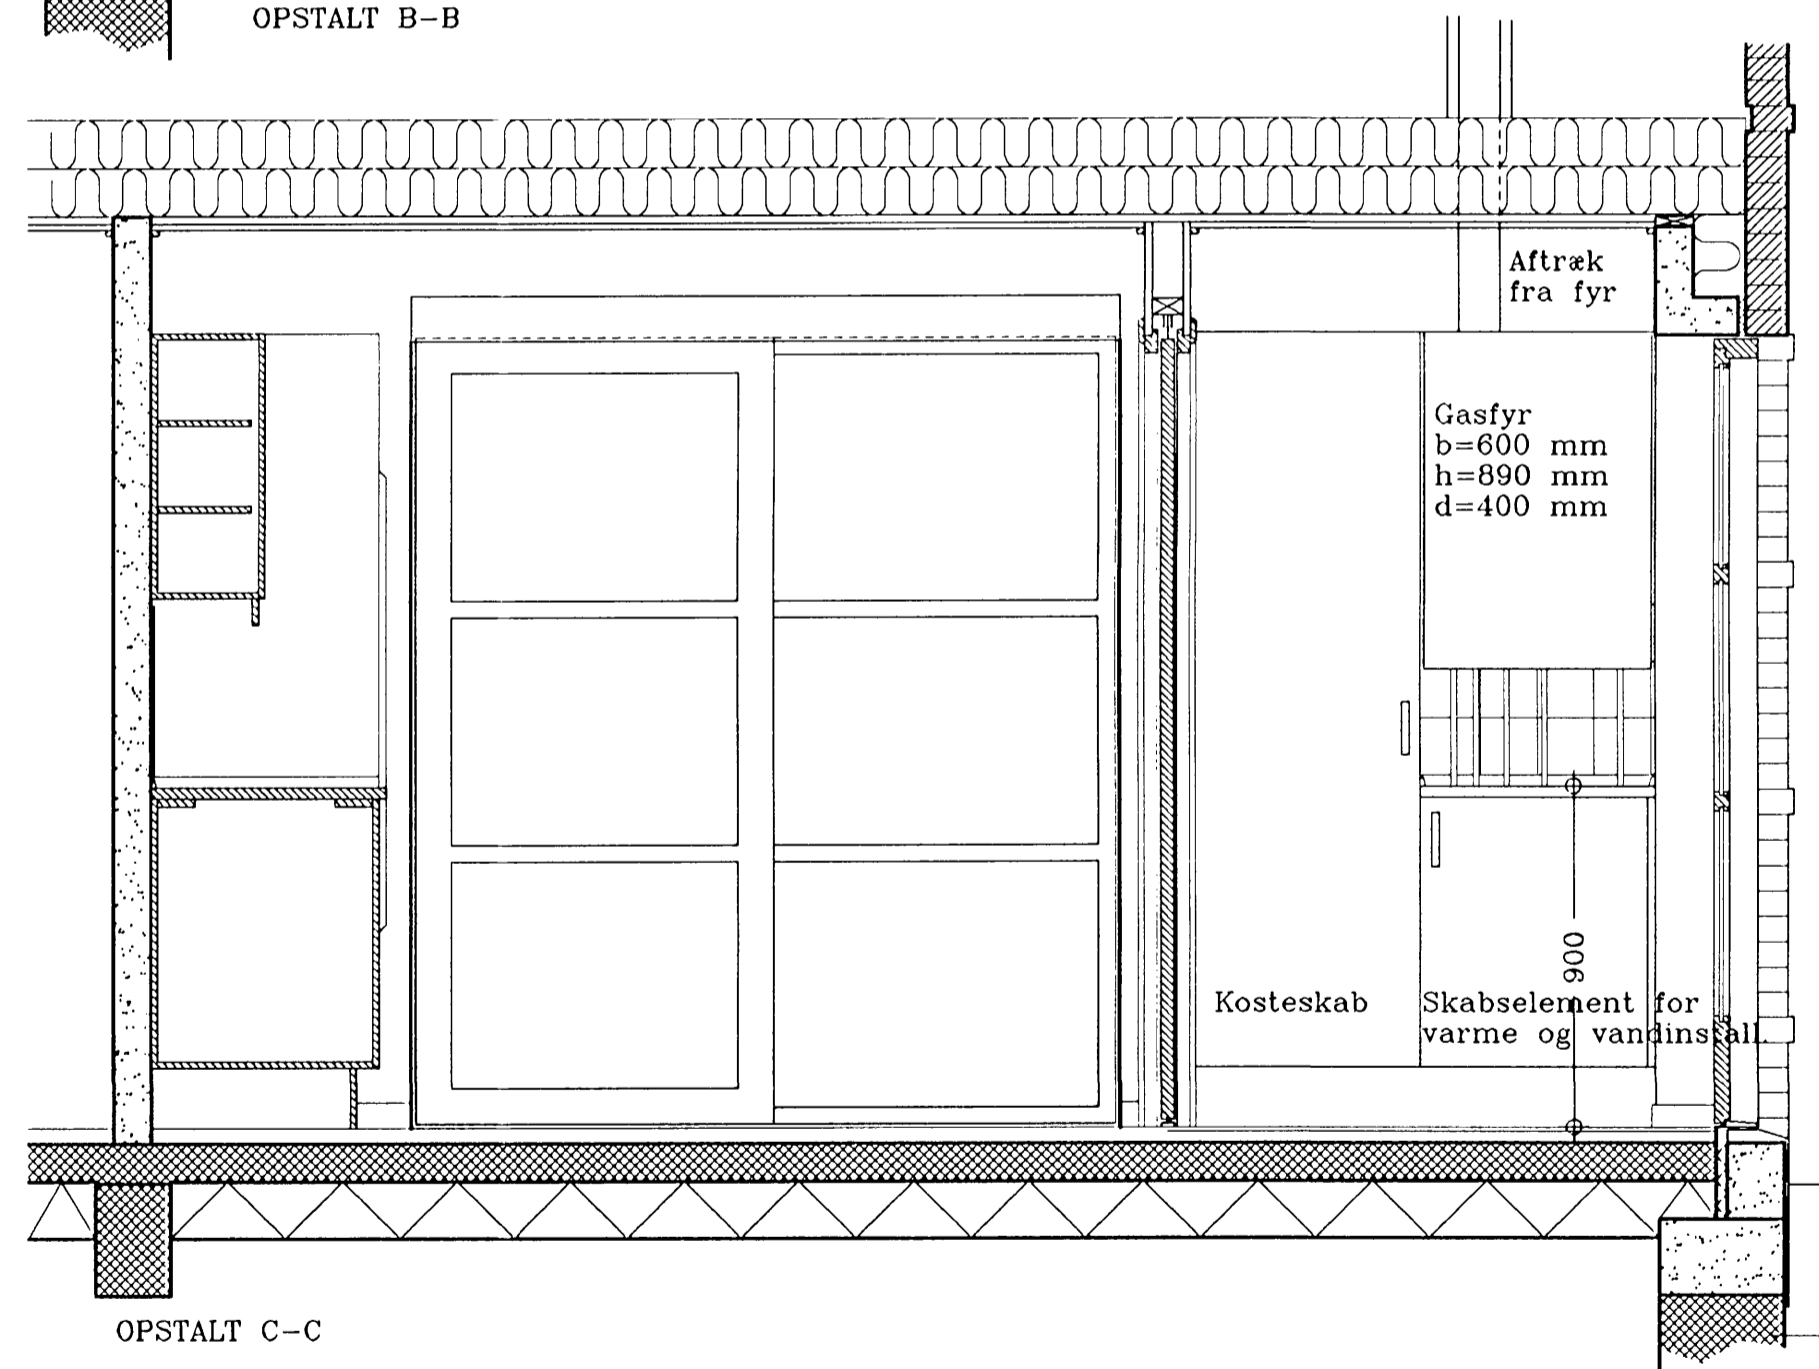 OPSTALT B-B
Aftræk
fra fyr
Gasfyr
b=600 mm
h=890 mm
d=400 mm
900
Kosteskab
Skabselement for
varme og vandinstall.
OPSTALT C-C